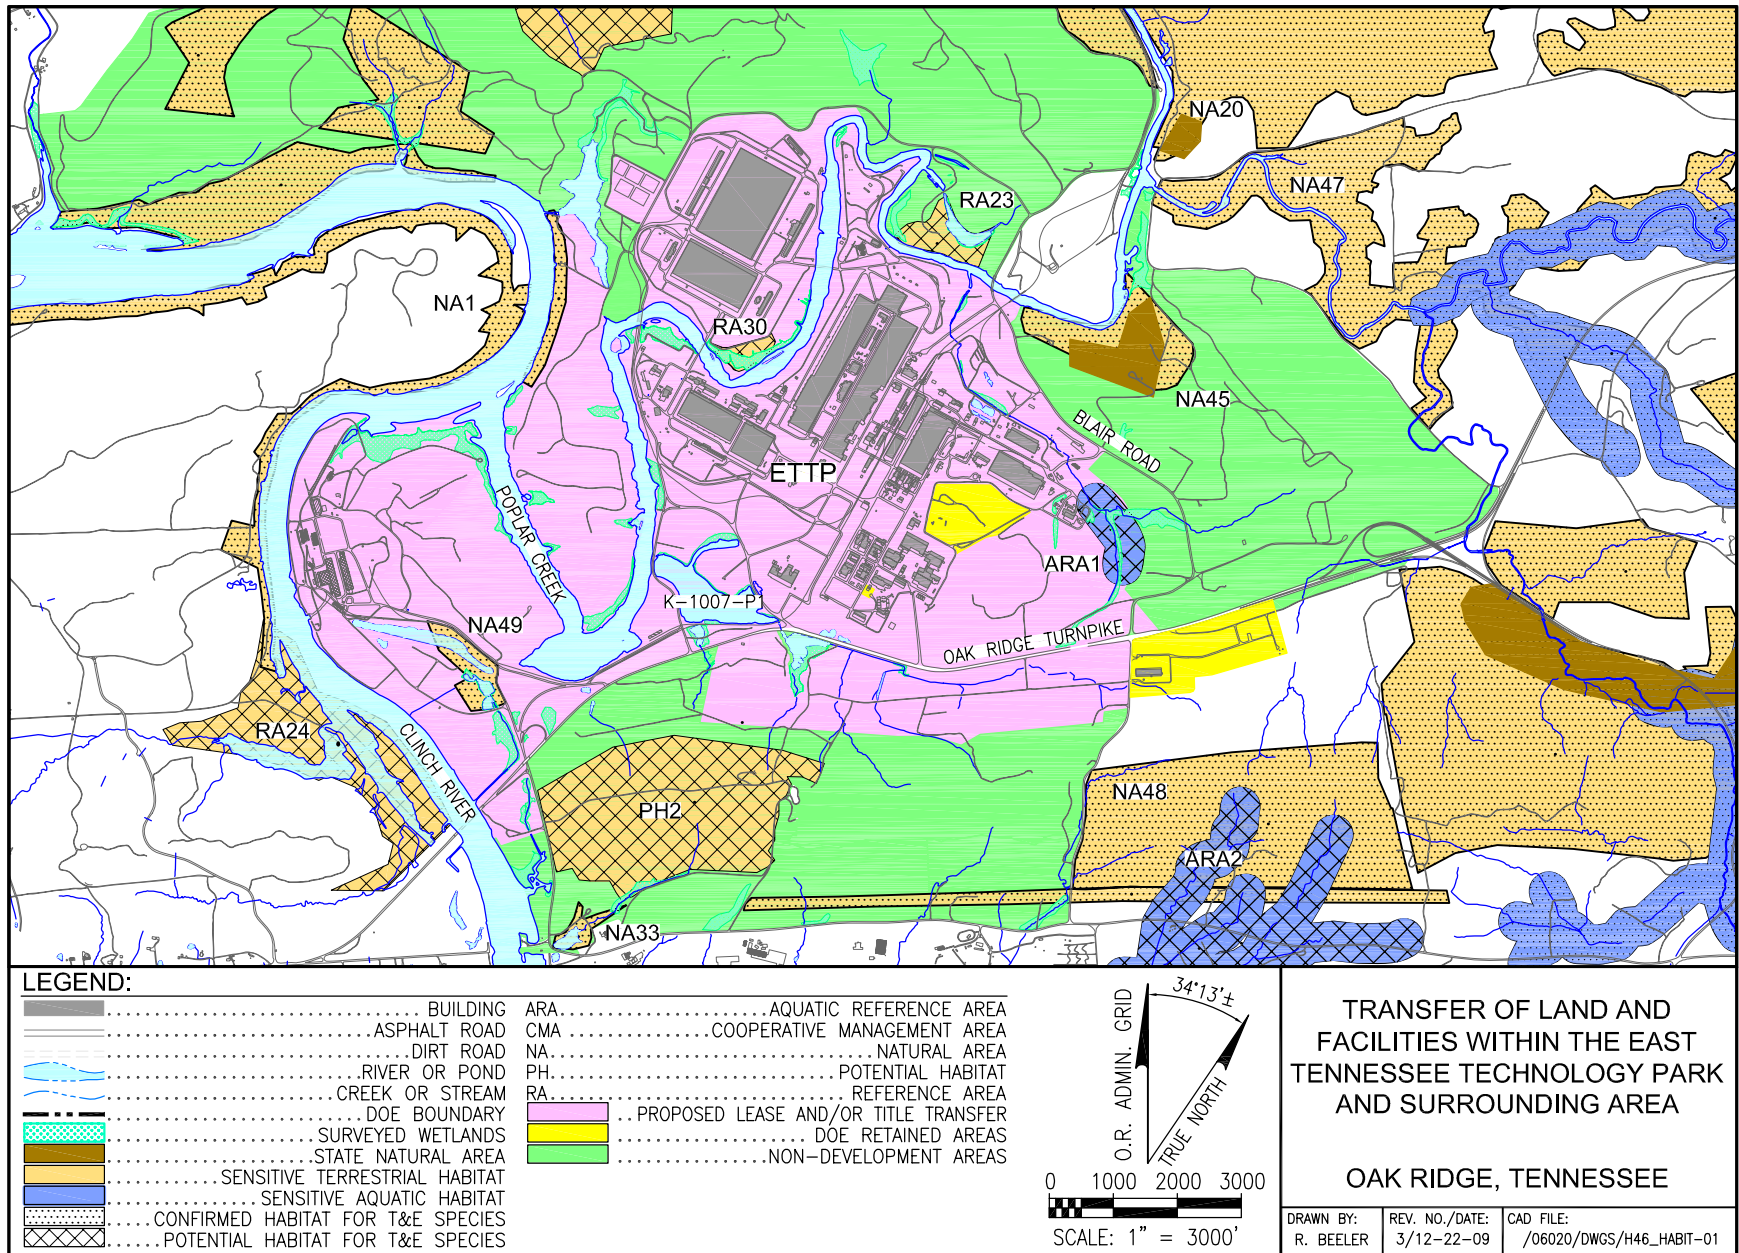 NA20
NA47
RA23
NA1
RA30
NA45
BLAIR ROAD
ETTP
POPLAR CREEK
ARA1
K-1007-P1
NA49
OAK RIDGE TURNPIKE
RA24
CLINCH RIVER
PH2
NA48
ARA2
NA33
LEGEND:
BUILDING
ASPHALT ROAD
DIRT ROAD
RIVER OR POND
CREEK OR STREAM
DOE BOUNDARY
SURVEYED WETLANDS
STATE NATURAL AREA
SENSITIVE TERRESTRIAL HABITAT
SENSITIVE AQUATIC HABITAT
CONFIRMED HABITAT FOR T&E SPECIES
POTENTIAL HABITAT FOR T&E SPECIES
ARA AQUATIC REFERENCE AREA
CMA COOPERATIVE MANAGEMENT AREA
NA NATURAL AREA
PH POTENTIAL HABITAT
RA REFERENCE AREA
PROPOSED LEASE AND/OR TITLE TRANSFER
DOE RETAINED AREAS
NON-DEVELOPMENT AREAS
34°13'±
O.R. ADMIN. GRID
TRUE NORTH
0 1000 2000 3000
SCALE: 1" = 3000'
TRANSFER OF LAND AND
FACILITIES WITHIN THE EAST
TENNESSEE TECHNOLOGY PARK
AND SURROUNDING AREA
OAK RIDGE, TENNESSEE
DRAWN BY:
R. BEELER
REV. NO./DATE:
3/12-22-09
CAD FILE:
/06020/DWGS/H46_HABIT-01